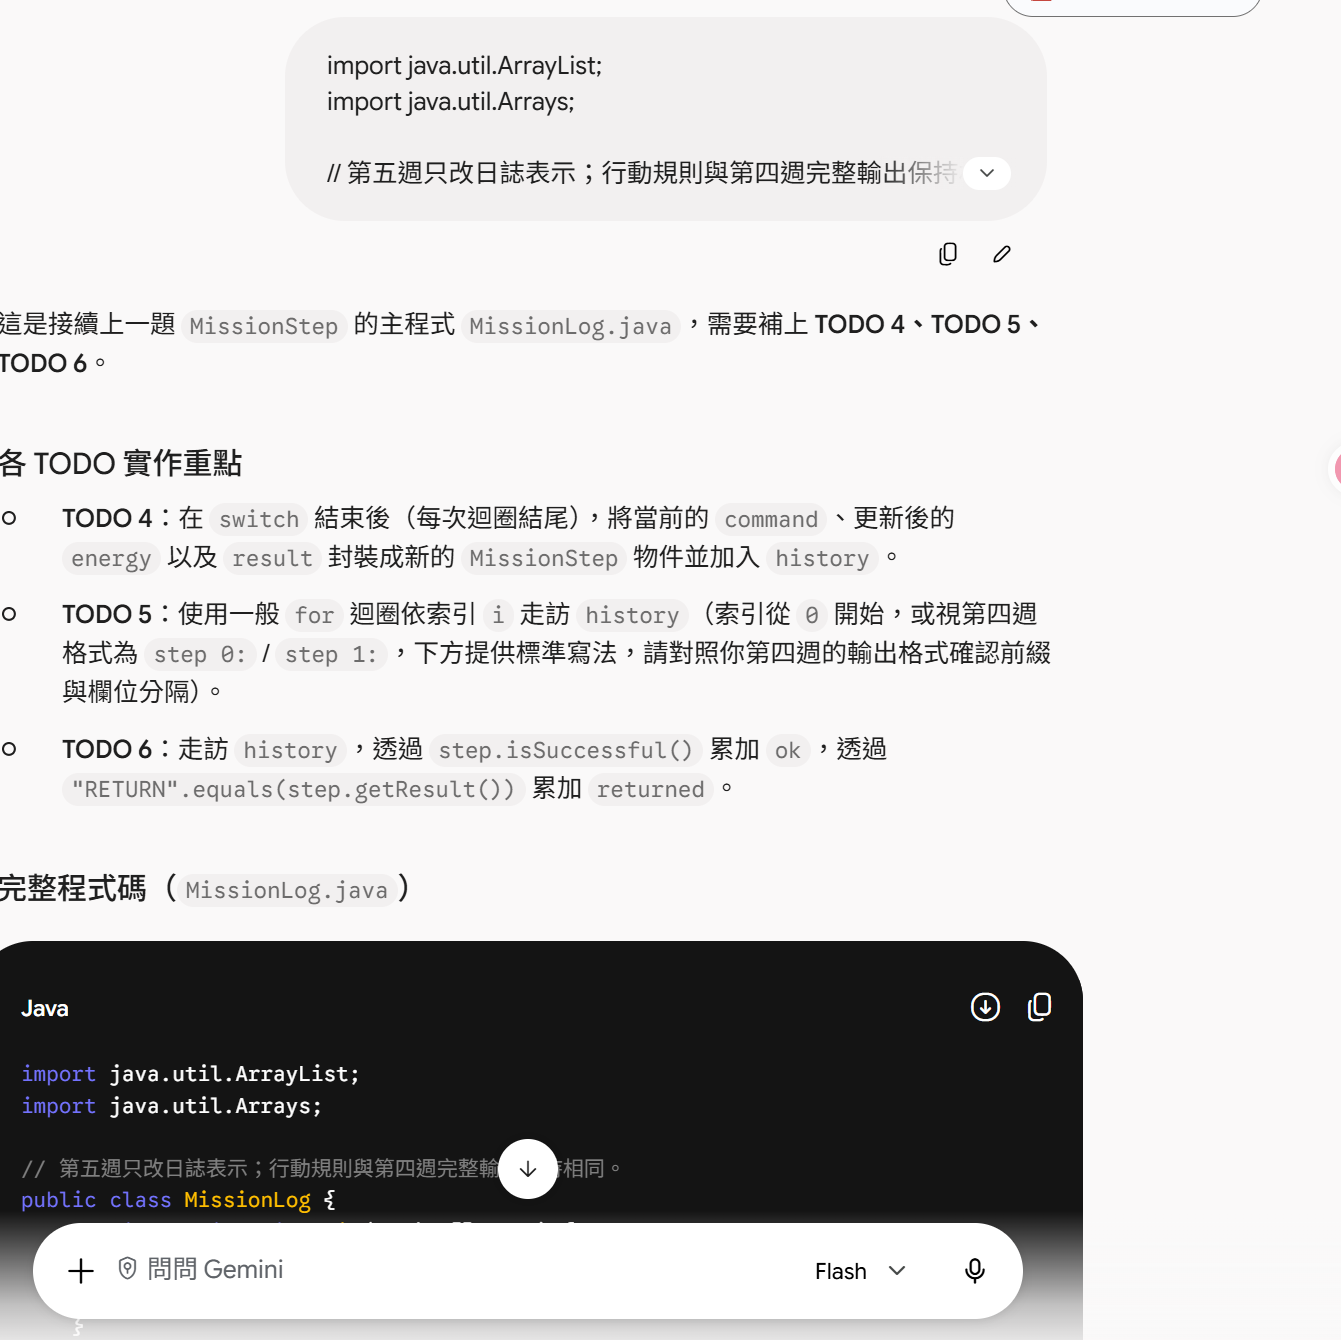 import java.util.ArrayList;
import java.util.Arrays;
// 第五週只改日誌表示；行動規則與第四週完整輸出保持
這是接續上一題 MissionStep 的主程式 MissionLog.java，需要補上 TODO 4、TODO 5、
TODO 6。
各 TODO 實作重點
TODO 4：在 switch 結束後（每次迴圈結尾），將當前的 command、更新後的
energy 以及 result 封裝成新的 MissionStep 物件並加入 history。
TODO 5：使用一般 for 迴圈依索引 i 走訪 history（索引從 0 開始，或視第四週
格式為 step 0: / step 1:，下方提供標準寫法，請對照你第四週的輸出格式確認前綴
與欄位分隔）。
TODO 6：走訪 history，透過 step.isSuccessful() 累加 ok，透過
"RETURN".equals(step.getResult()) 累加 returned。
完整程式碼（MissionLog.java）
Java
import java.util.ArrayList;
import java.util.Arrays;
// 第五週只改日誌表示；行動規則與第四週完整輸 相同。
public class MissionLog {
問問 Gemini
Flash
{